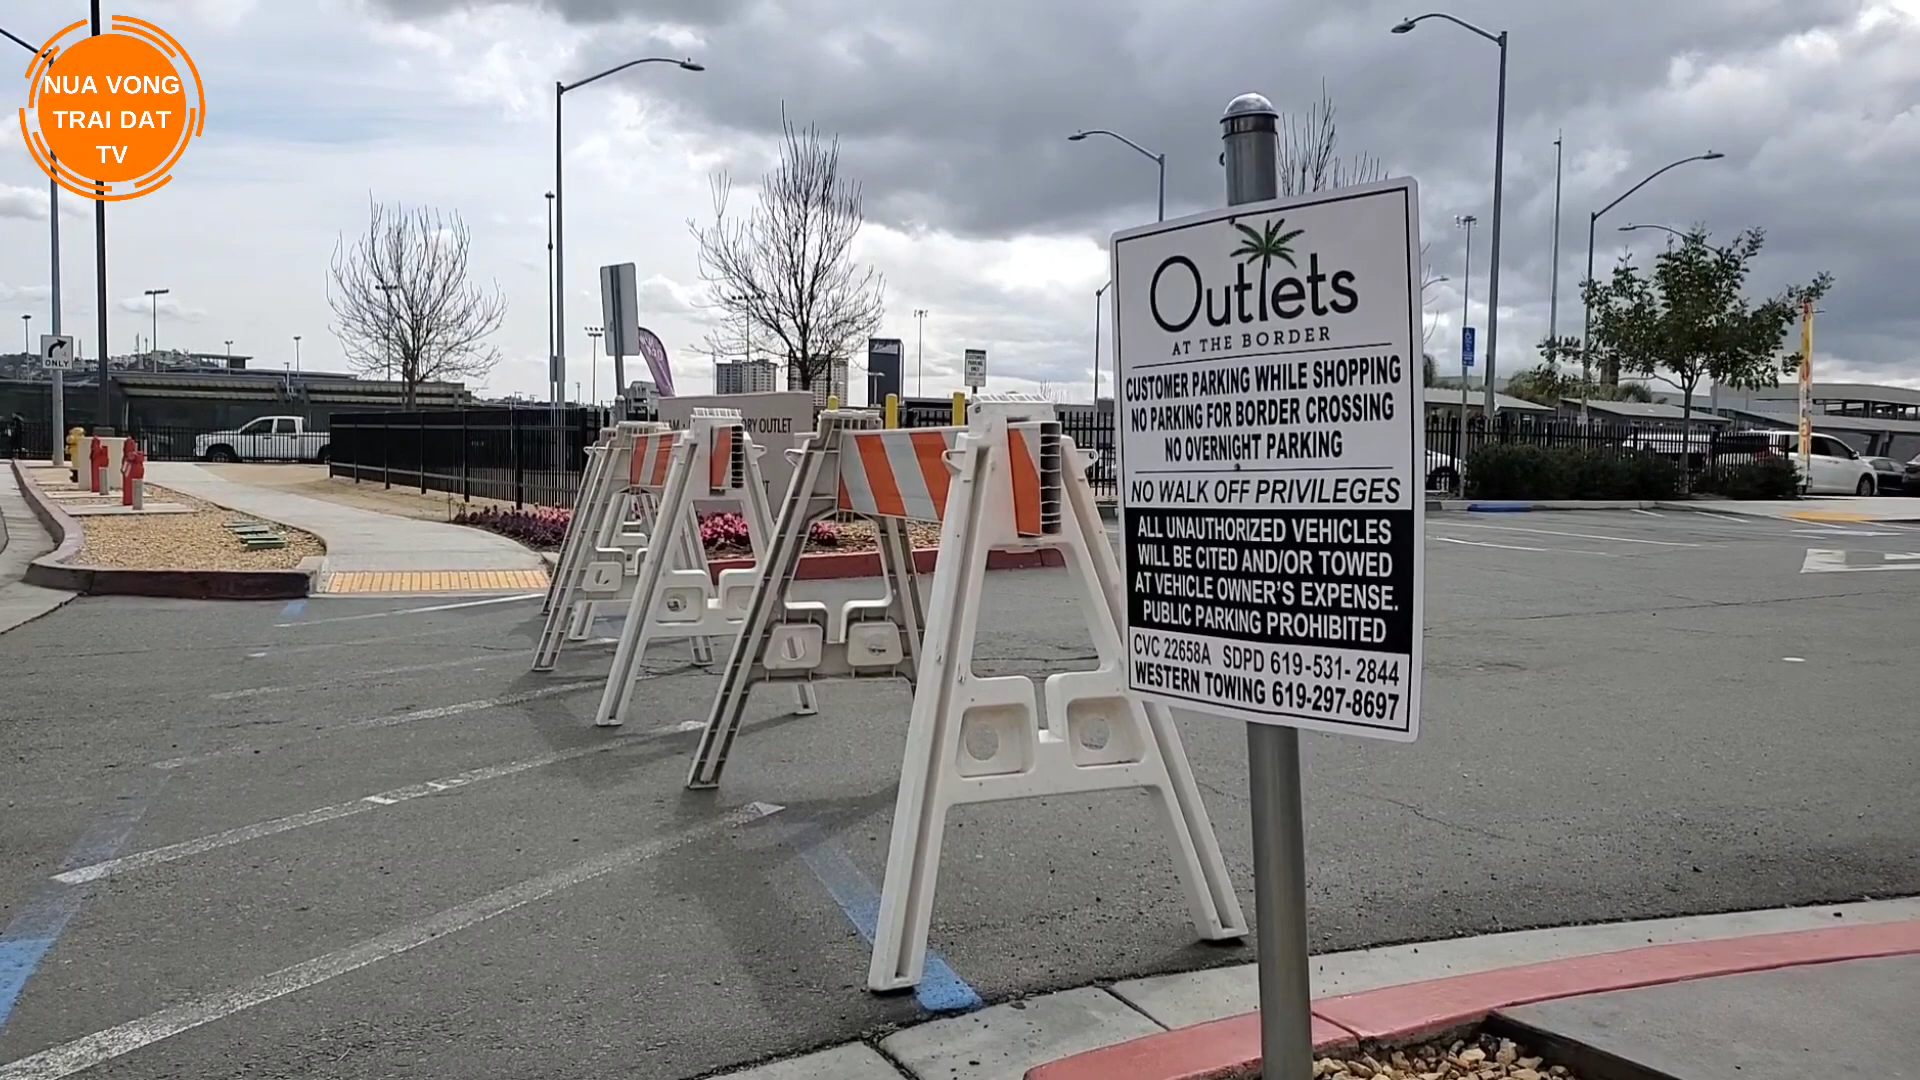 NUA VONG
TRAI DAT
TV
ONLY
ORY OUTLET
Outlets
AT THE BORDER
CUSTOMER PARKING WHILE SHOPPING
NO PARKING FOR BORDER CROSSING
NO OVERNIGHT PARKING
NO WALK OFF PRIVILEGES
ALL UNAUTHORIZED VEHICLES
WILL BE CITED AND/OR TOWED
AT VEHICLE OWNER'S EXPENSE.
PUBLIC PARKING PROHIBITED
CVC 22658A SDPD 619-531-2844
WESTERN TOWING 619-297-8697